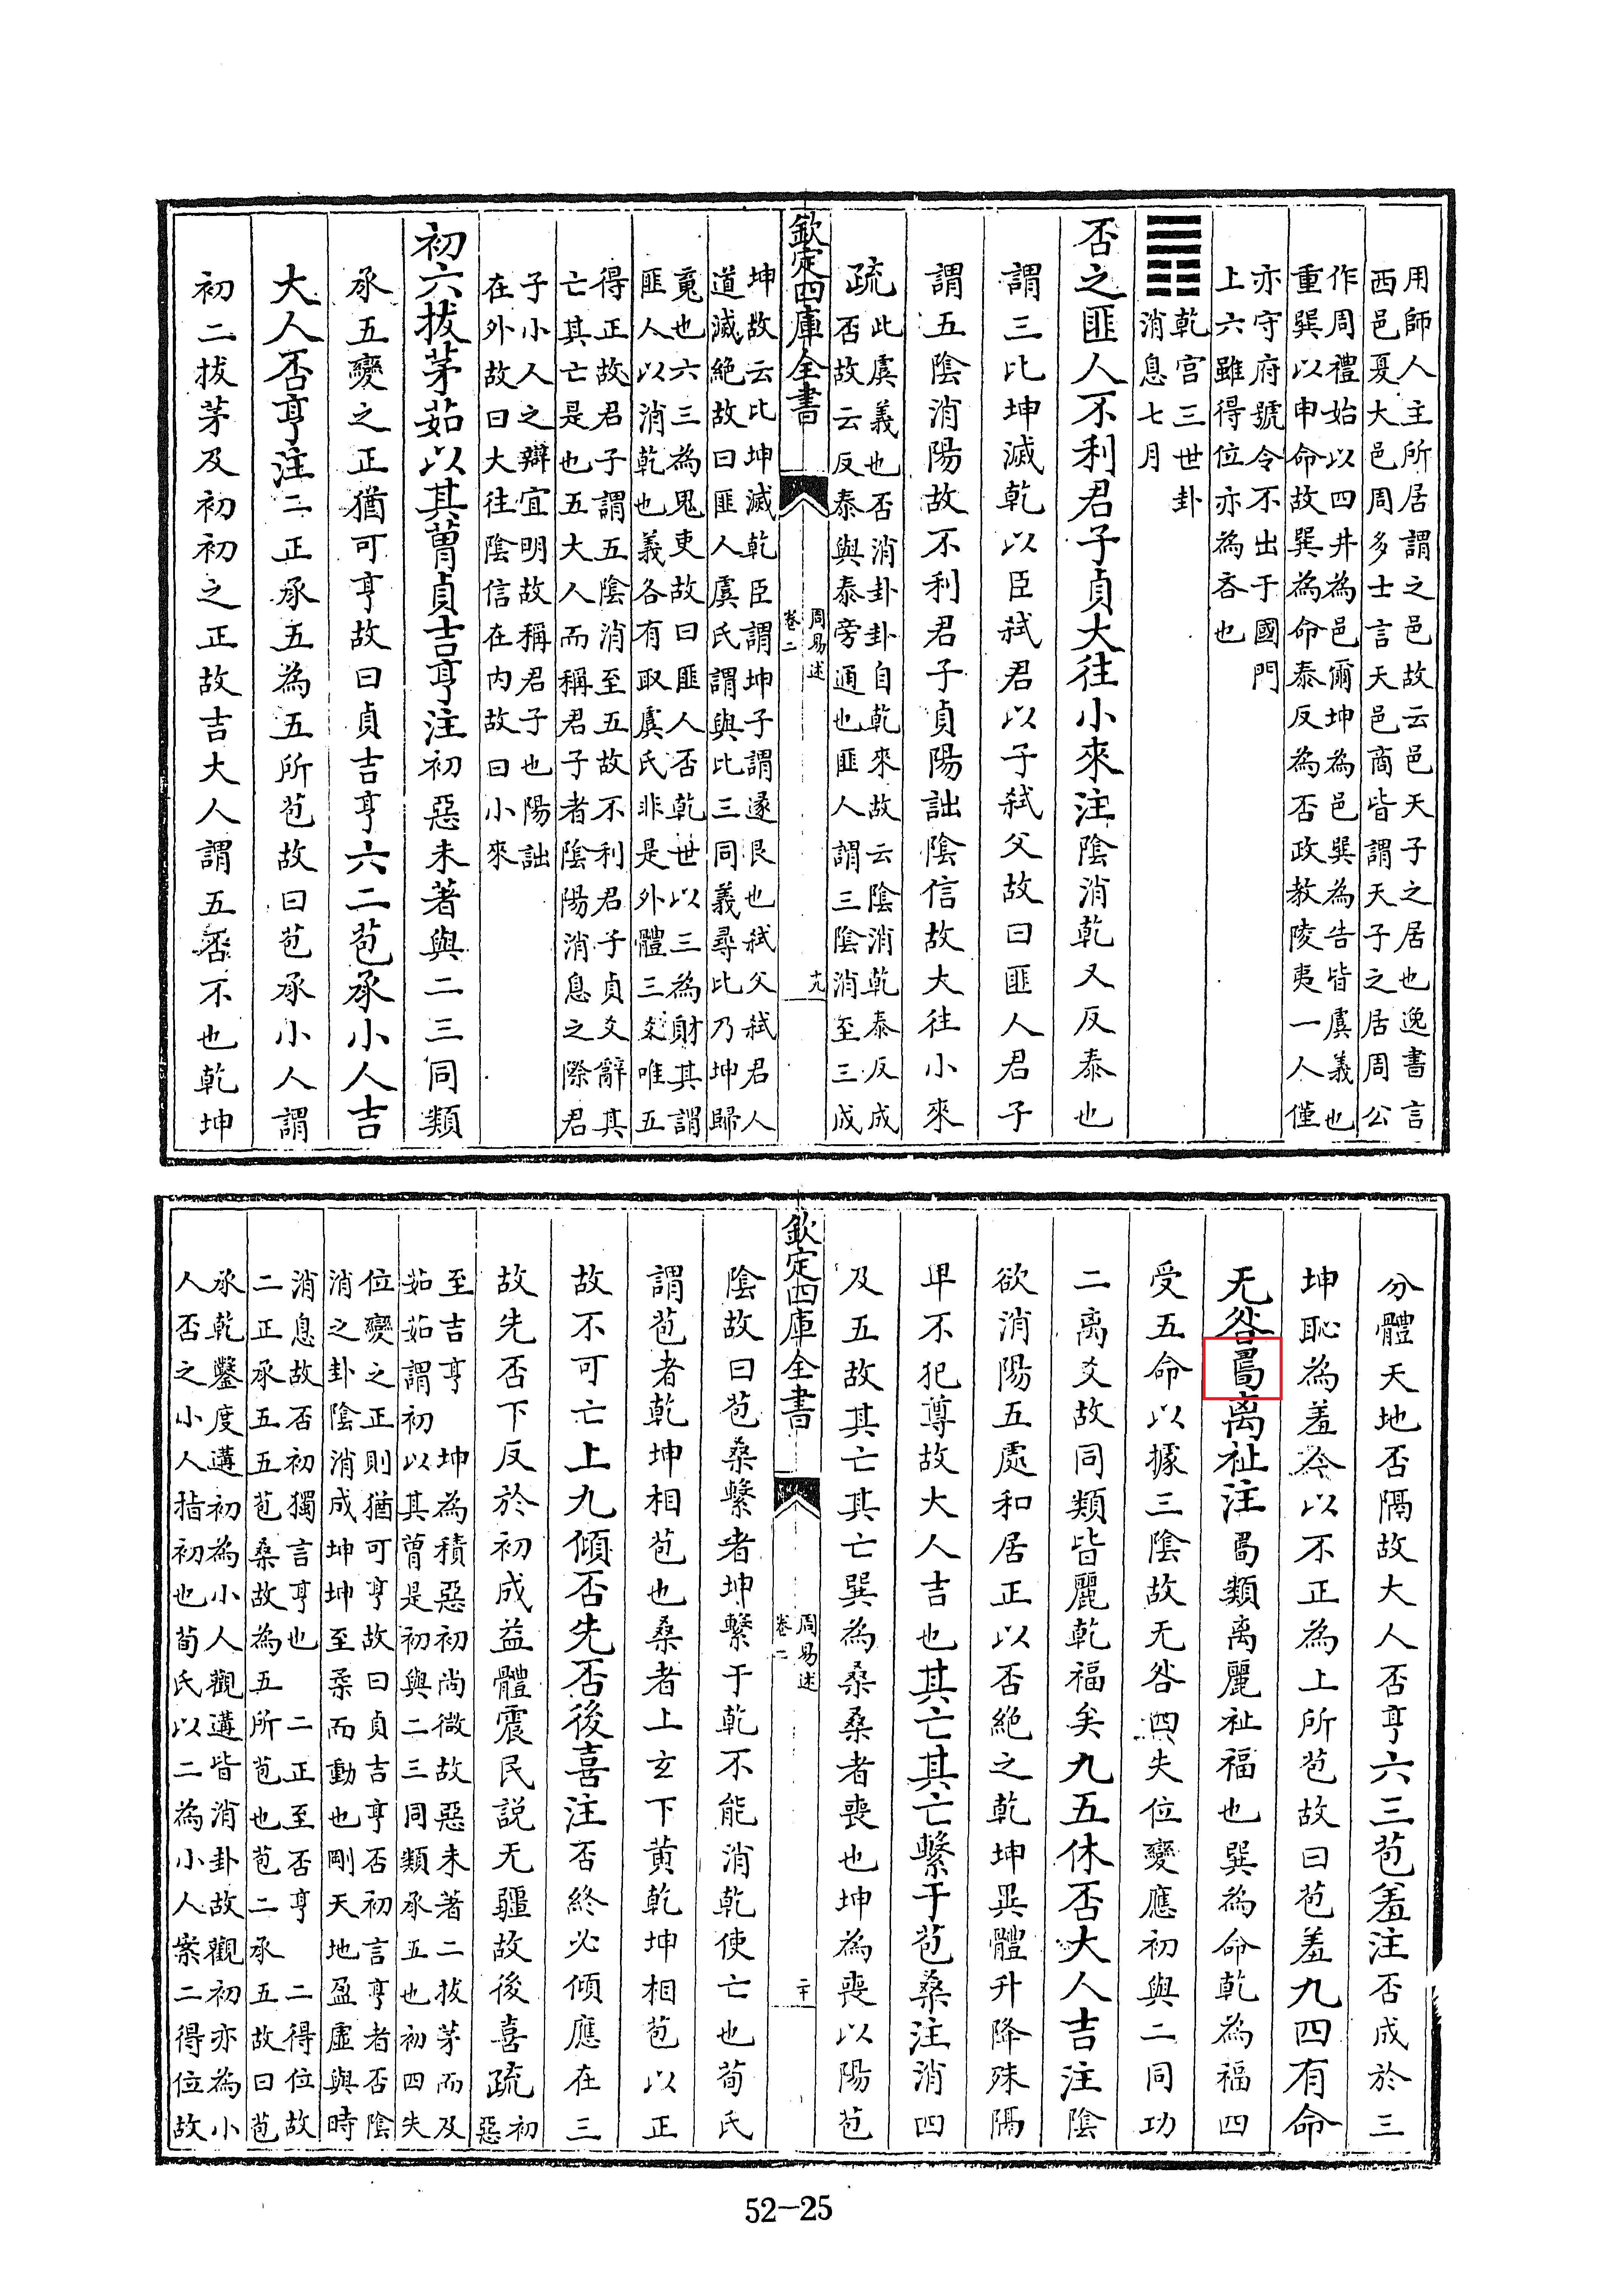 用師人主所居謂之邑故云邑天子之居也逸書言
西邑夏大邑周多士言天邑商皆謂天子之居周公
作周禮始以四井為邑爾坤為邑巽為告皆虞義也
重巽以申命故巽為命泰反為否政教陵夷一人僅
亦守府號令不出于國門
上六雖得位亦為吝也
䷋乾宮三世卦
消息七月
否之匪人不利君子貞大往小來注陰消乾又反泰也
謂三比坤滅乾以臣弒君以子弒父故曰匪人君子
謂五陰消陽故不利君子貞陽詘陰信故大往小來
疏此虞義也否消卦卦自乾來故云陰消乾泰反成
否故云反泰與泰旁通也匪人謂三陰消至三成
欽定四庫全書
周易述
卷二
十九
坤故云比坤滅乾臣謂坤子謂遂艮也弒父弒君人
道滅絕故曰匪人虞氏謂與比三同義尋比乃坤歸
䰟也六三為鬼吏故曰匪人否乾世以三為財其謂
匪人以消乾也義各有取虞氏非是外體三爻唯五
得正故君子謂五陰消至五故不利君子貞爻辭其
亡其亡是也五大人而稱君子者陰陽消息之際君
子小人之辯宜明故稱君子也陽詘
在外故曰大往陰信在內故曰小來
初六拔茅茹以其貞吉亨注初惡未著與二三同類
承五變之正猶可亨故曰貞吉亨六二苞承小人吉
大人否亨注二正承五為五所苞故曰苞承小人謂
初二拔茅及初初之正故吉大人謂五否不也乾坤
分體天地否隔故大人否亨六三苞羞注否成於三
坤恥為羞今以不正為上所苞故曰苞羞九四有命
无咎離祉注類離麗祉福也巽為命乾為福四
受五命以據三陰故无咎四失位變應初與二同功
二離爻故同類皆麗乾福矣九五休否大人吉注陰
欲消陽五處和居正以否絕之乾坤異體升降殊隔
卑不犯尊故大人吉也其亡其亡繫于苞桑注消四
及五故其亡其亡巽為桑桑者喪也坤為喪以陽苞
欽定四庫全書
周易述
卷二
二十
陰故曰苞桑繫者坤繫于乾不能消乾使亡也荀氏
謂苞者乾坤相苞也桑者上玄下黃乾坤相苞以正
故不可亡上九傾否先否後喜注否終必傾應在三
故先否下反於初成益體震民説无疆故後喜疏初
惡
至吉亨 坤為積惡初尚微故惡未著二拔茅而及
茹茹謂初以其是初與二三同類承五也初四失
位變之正則猶可亨故曰貞吉亨否初言亨者否陰
消之卦陰消成坤坤至柔而動也剛天地盈虛與時
消息故否初獨言亨也 二正至否亨 二得位故
二正承五五苞桑故為五所苞也苞二承五故曰苞
承乾鑿度遘初為小人觀遘皆消卦故觀初亦為小
人否之小人指初也荀氏以二為小人案二得位故
52—25